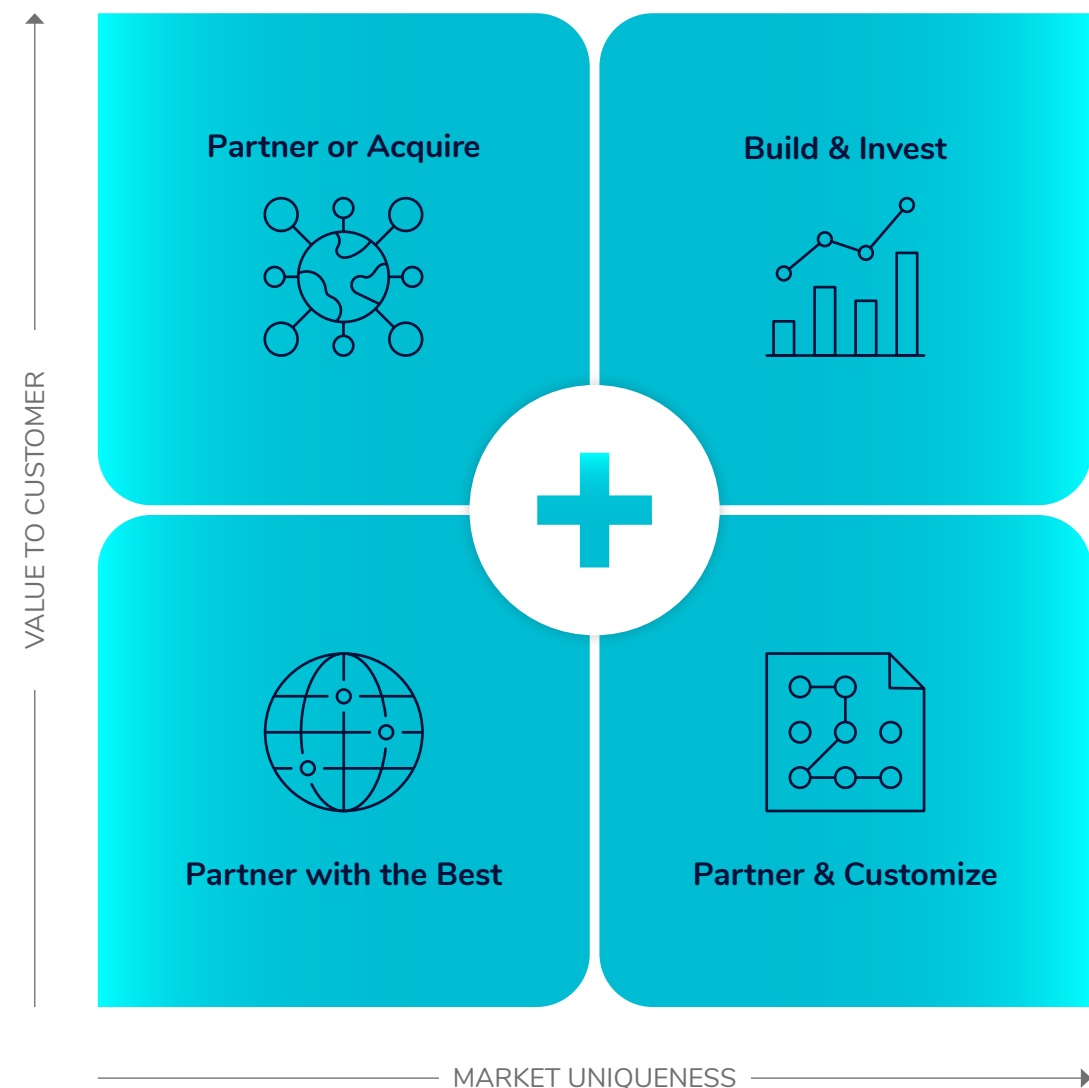 Partner or Acquire
Build & Invest
VALUE TO CUSTOMER
Partner with the Best
Partner & Customize
MARKET UNIQUENESS